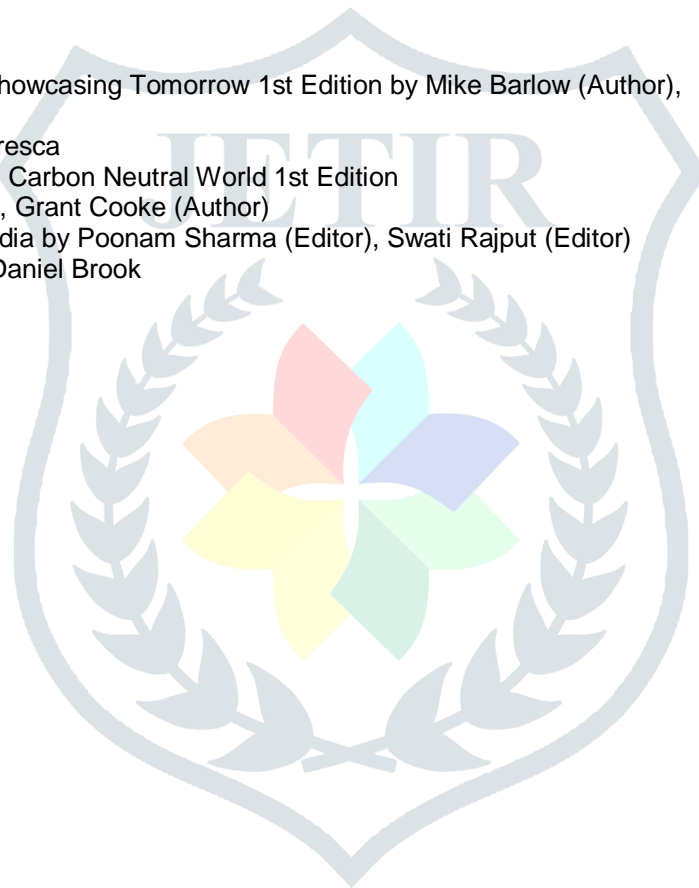 howcasing Tomorrow 1st Edition by Mike Barlow (Author),
resca
Carbon Neutral World 1st Edition
, Grant Cooke (Author)
dia by Poonam Sharma (Editor), Swati Rajput (Editor)
Daniel Brook
JETIR